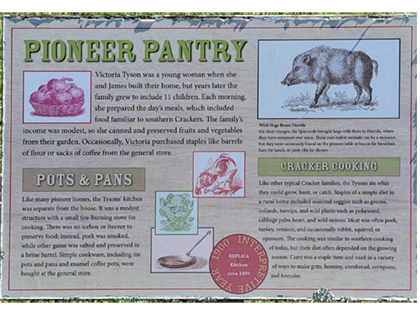 PIONEER PANTRY
Victoria Tyson was a young woman when she
and James built their home, but years later the
family grew to include 11 children. Each morning,
she prepared the day's meals, which included
food familiar to southern Crackers. The family's
income was modest, so she canned and preserved fruits and vegetables
from their garden. Occasionally, Victoria purchased staples like barrels
of flour or sacks of coffee from the general store.
POTS & PANS
Like many pioneer homes, the Tysons' kitchen
was separate from the house. It was a modest
structure with a small fire-burning stove for
cooking. There was no icebox or freezer to
preserve food; instead, pork was smoked,
while other game was salted and preserved in
a brine barrel. Simple cookware, including tin
pots and pans and enamel coffee pots, were
bought at the general store.
1900 INTERPRETIVE YEAR
REPLICA
Kitchen
circa 1890
Wild Hogs Roam Florida
On their voyages, the Spaniards brought hogs with them to Florida, where
they have remained ever since. These non-native animals can be a nuisance,
but they were commonly found on the pioneer table as bacon for breakfast,
ham for lunch, or pork ribs for dinner.
CRACKER COOKING
Like other typical Cracker families, the Tysons ate what
they could grow, hunt, or catch. Staples of a simple diet in
a rural home included seasonal veggies such as greens,
collards, turnips, and wild plants such as pokeweed,
cabbage palm heart, and wild onions. Meat was often pork,
turkey, venison, and occasionally rabbit, squirrel, or
opossum. The cooking was similar to southern cooking
of today, but their diet often depended on the growing
season. Corn was a staple item and used in a variety
of ways to make grits, hominy, cornbread, cornpone,
and hoecake.